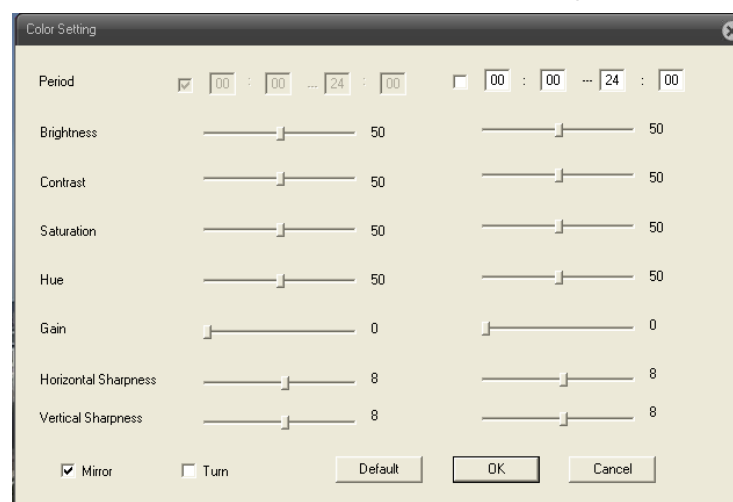 Color Setting
Period 00 : 00 ... 24 : 00 00 : 00 --- 24 : 00
Brightness 50 50
Contrast 50 50
Saturation 50 50
Hue 50 50
Gain 0 0
Horizontal Sharpness 8 8
Vertical Sharpness 8 8
Mirror Turn Default OK Cancel